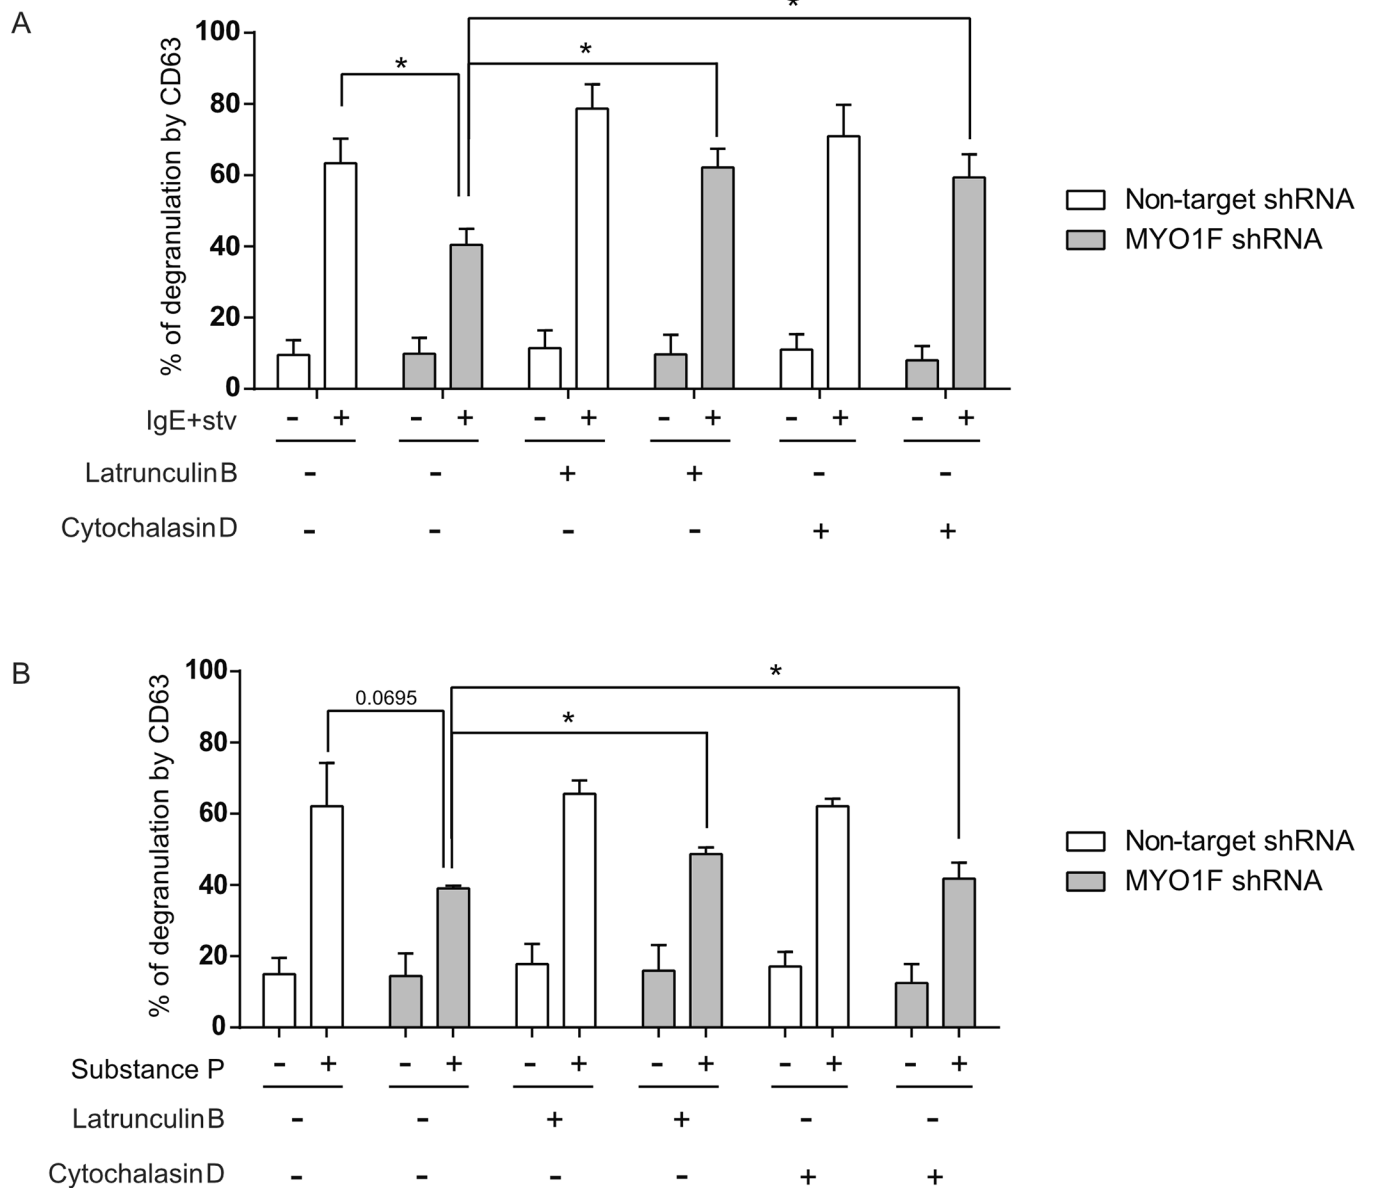 A
*
100
*
*
80
60
40
20
0
% of degranulation by CD63
Non-target shRNA
MYO1F shRNA
IgE+stv - + - + - + - + - + - +
Latrunculin B - - + + - -
Cytochalasin D - - - - + +
B
100
*
0.0695
*
80
60
40
20
0
% of degranulation by CD63
Non-target shRNA
MYO1F shRNA
Substance P - + - + - + - + - + - +
Latrunculin B - - + + - -
Cytochalasin D - - - - + +